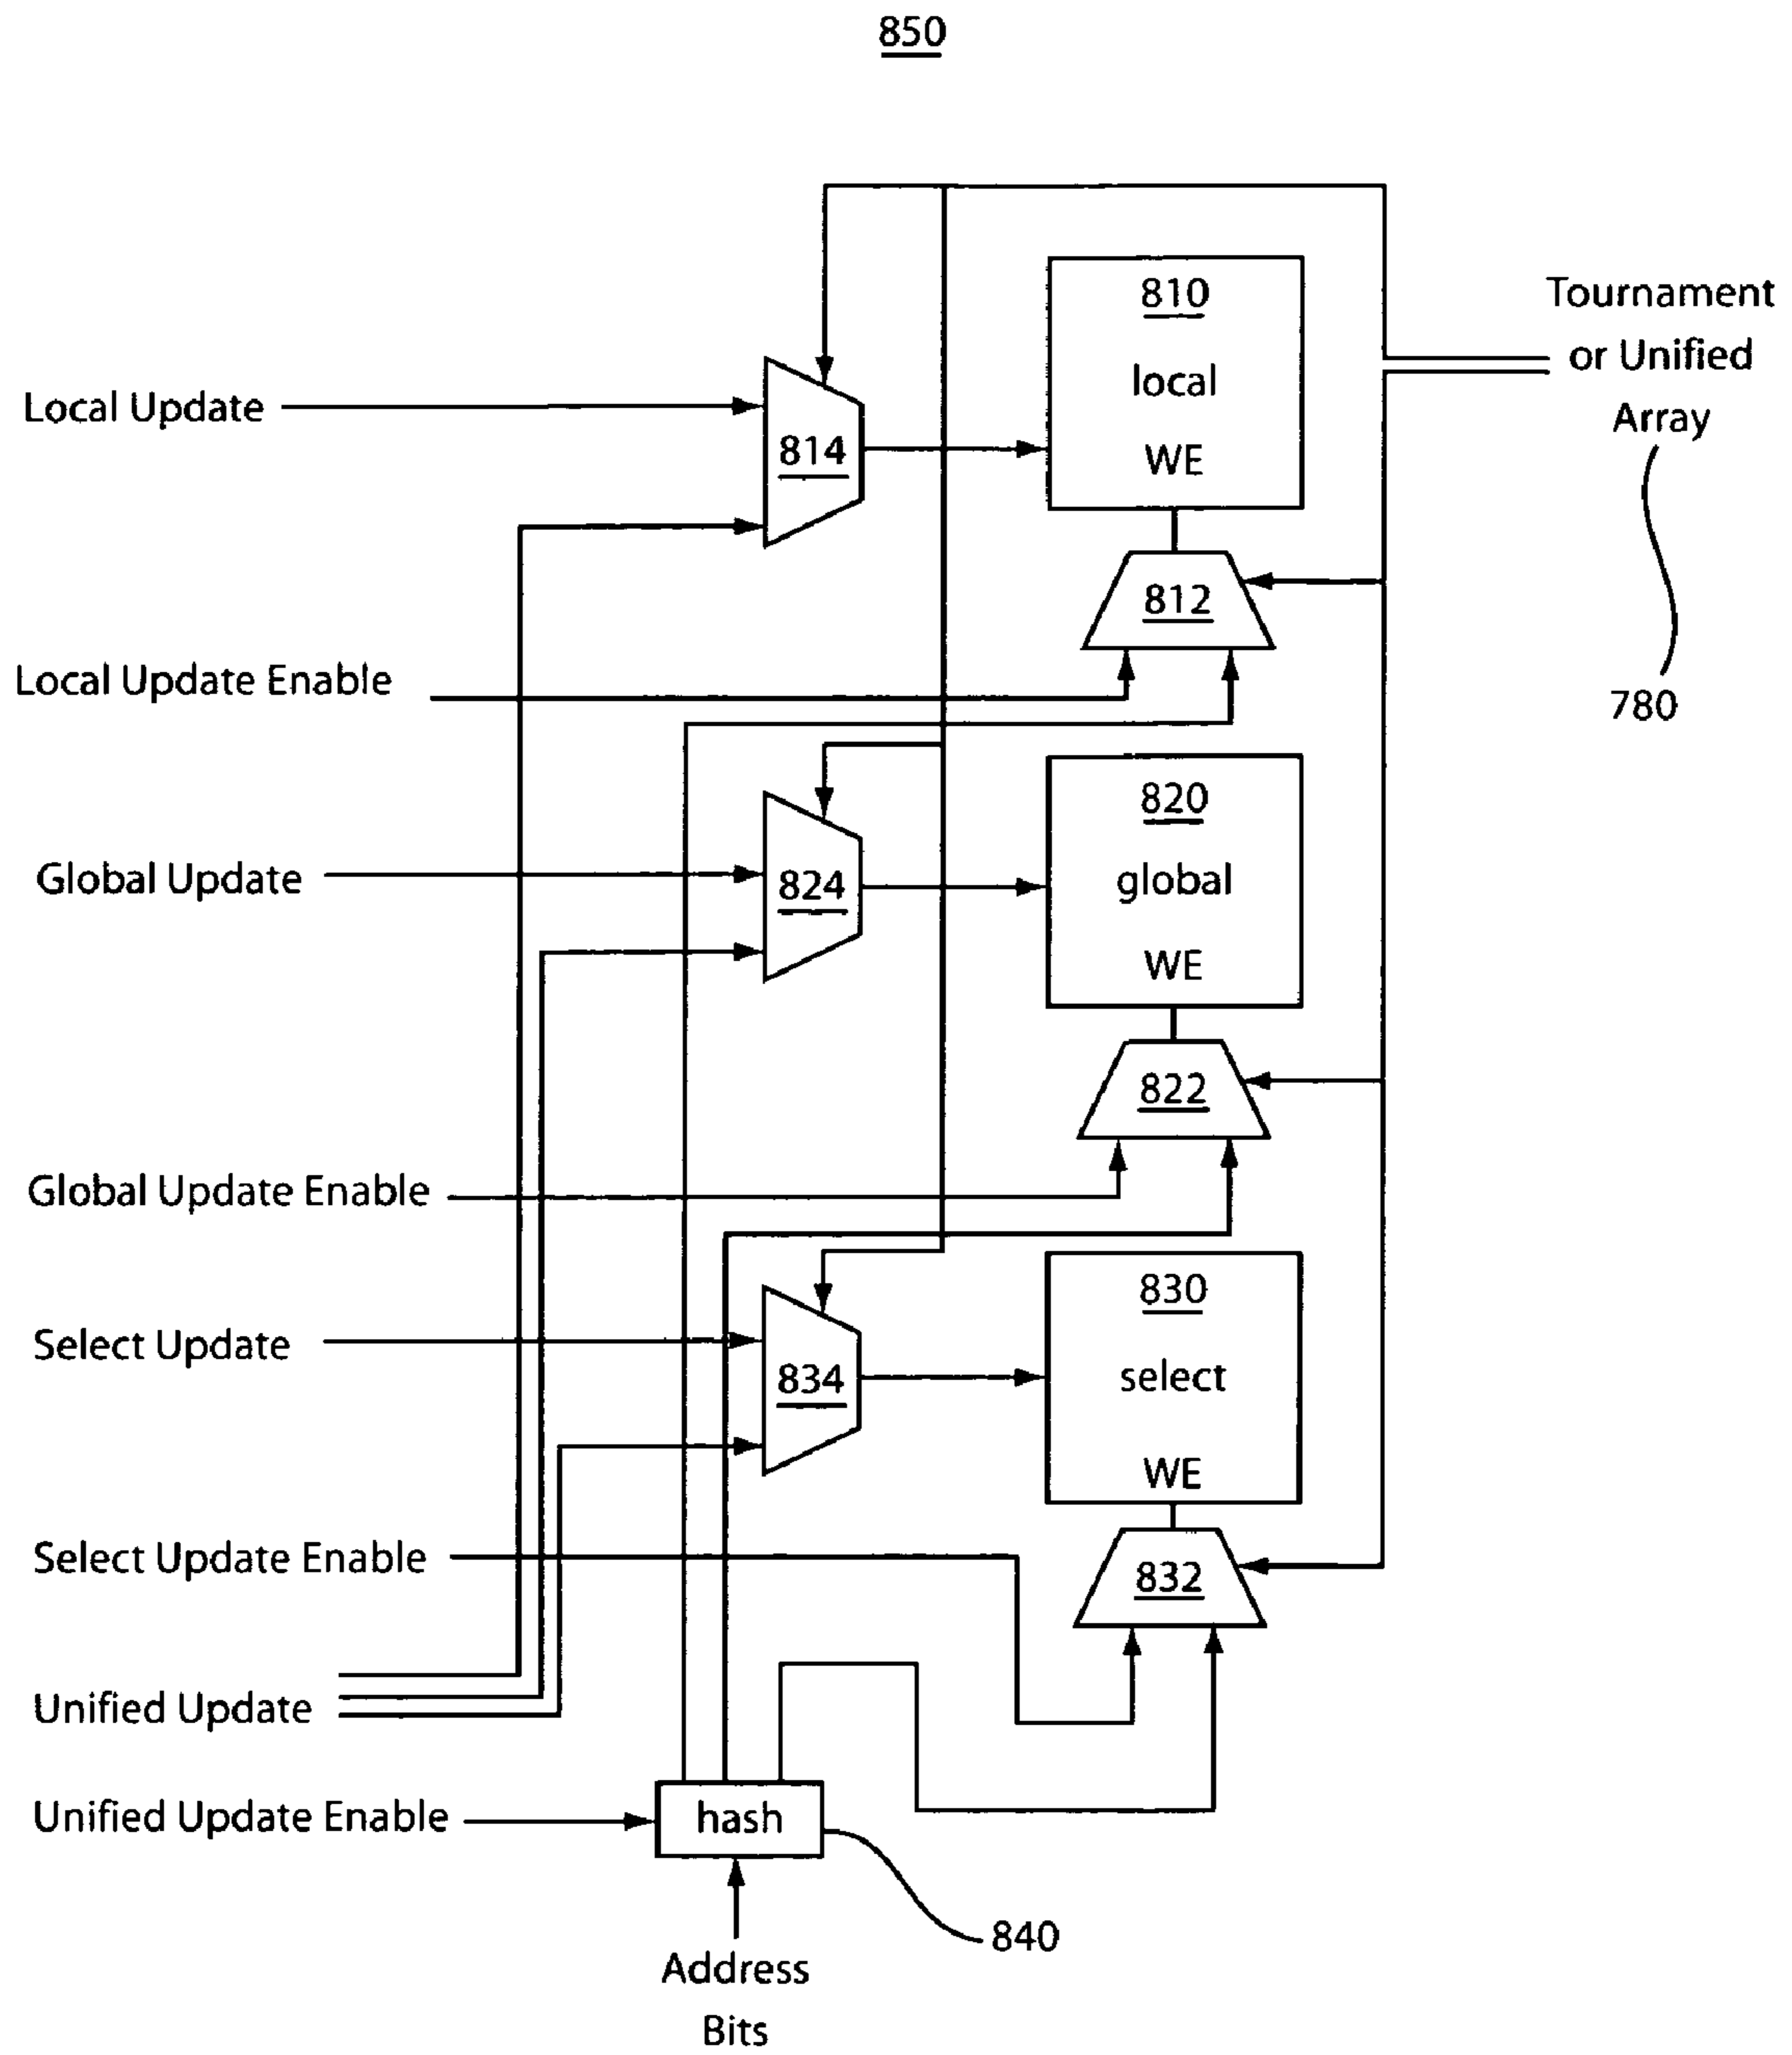 850
810
local
WE
Tournament
or Unified
Array
780
Local Update
814
812
Local Update Enable
820
global
WE
Global Update
824
822
Global Update Enable
830
select
WE
Select Update
834
Select Update Enable
832
Unified Update
Unified Update Enable
hash
840
Address
Bits